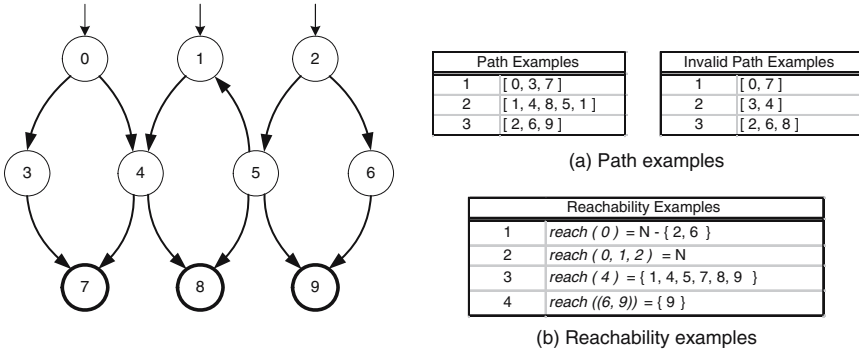 0
1
2
3
4
5
6
7
8
9
Path Examples
1 [ 0, 3, 7 ]
2 [ 1, 4, 8, 5, 1 ]
3 [ 2, 6, 9 ]
Invalid Path Examples
1 [ 0, 7 ]
2 [ 3, 4 ]
3 [ 2, 6, 8 ]
(a) Path examples
Reachability Examples
1 reach ( 0 ) = N - { 2, 6 }
2 reach ( 0, 1, 2 ) = N
3 reach ( 4 ) = { 1, 4, 5, 7, 8, 9 }
4 reach ((6, 9)) = { 9 }
(b) Reachability examples